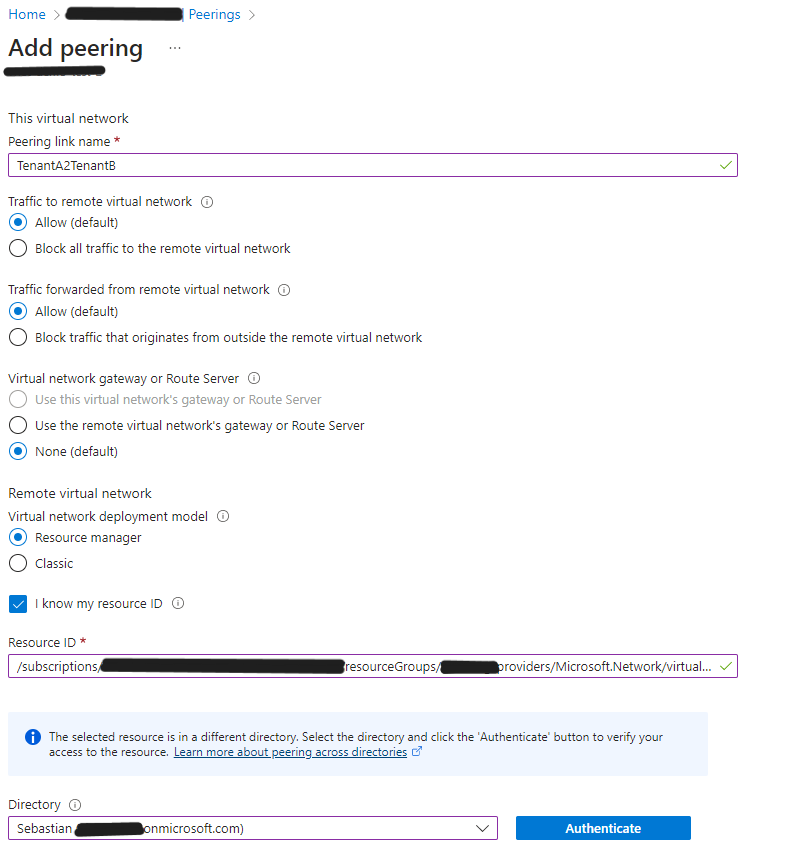 Home > Peerings >
Add peering ...
This virtual network
Peering link name *
TenantA2TenantB
Traffic to remote virtual network
Allow (default)
Block all traffic to the remote virtual network
Traffic forwarded from remote virtual network
Allow (default)
Block traffic that originates from outside the remote virtual network
Virtual network gateway or Route Server
Use this virtual network's gateway or Route Server
Use the remote virtual network's gateway or Route Server
None (default)
Remote virtual network
Virtual network deployment model
Resource manager
Classic
I know my resource ID
Resource ID *
/subscriptions/ resourceGroups/ providers/Microsoft.Network/virtual...
The selected resource is in a different directory. Select the directory and click the 'Authenticate' button to verify your
access to the resource. Learn more about peering across directories
Directory
Sebastian onmicrosoft.com)
Authenticate